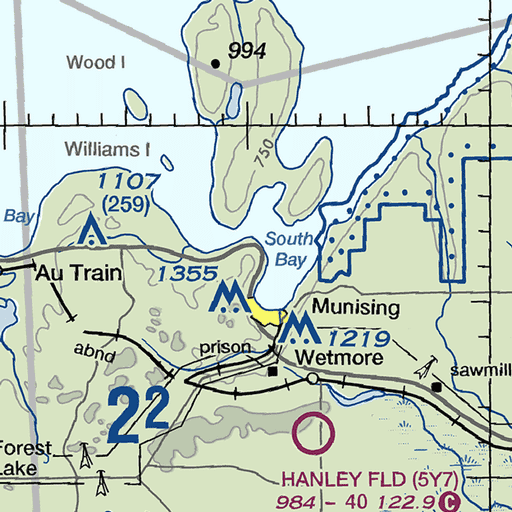 994
Wood I
750
Williams I
1107
(259)
Bay
South
Bay
Au Train
1355
Munising
1219
prison
Wetmore
abnd
sawmill
22
Forest
Lake
HANLEY FLD (5Y7)
984 - 40 122.9 C